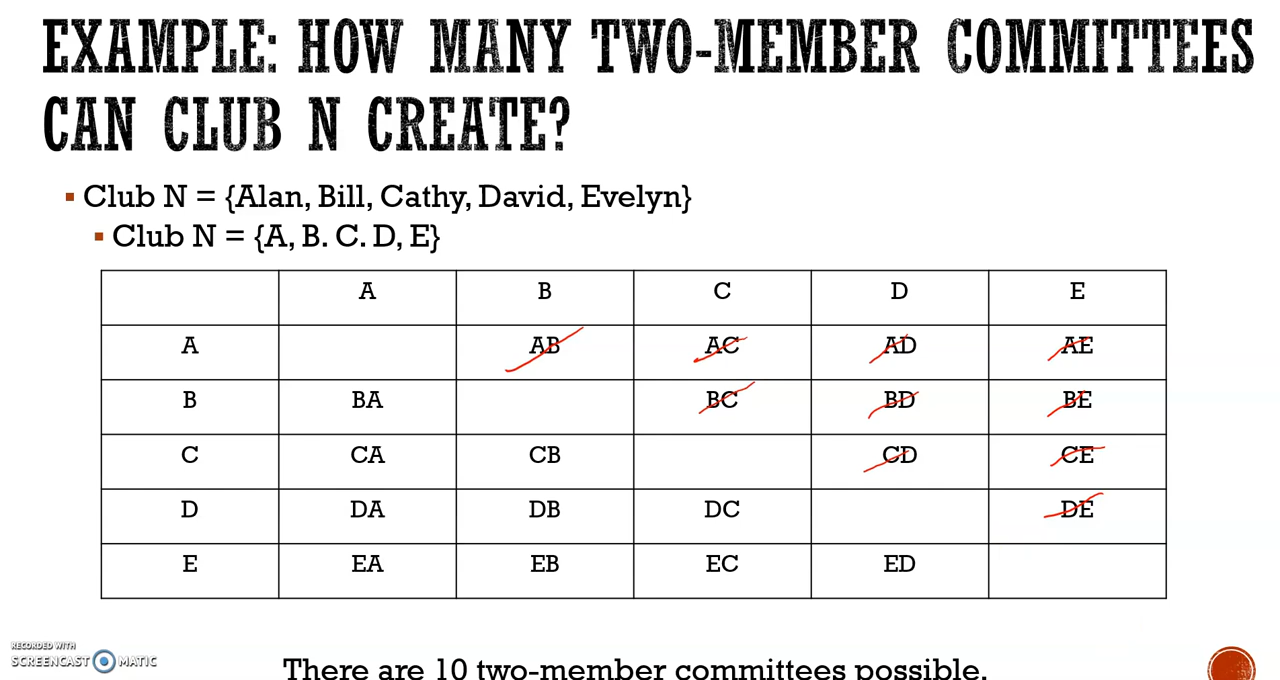 EXAMPLE: HOW MANY TWO-MEMBER COMMITTEES
CAN CLUB N CREATE?
▪ Club N = {Alan, Bill, Cathy, David, Evelyn}
▪ Club N = {A, B. C. D, E}
A B C D E
A AB AC AD AE
B BA BC BD BE
C CA CB CD CE
D DA DB DC DE
E EA EB EC ED
RECORDED WITH
SCREENCAST MATIC
There are 10 two-member committees possible.